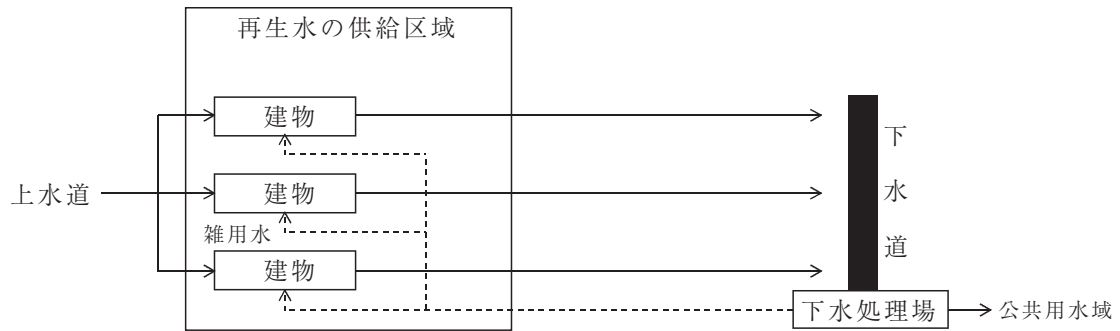 再生水の供給区域
建物
上水道
建物
雑用水
建物
下水道
下水処理場
公共用水域